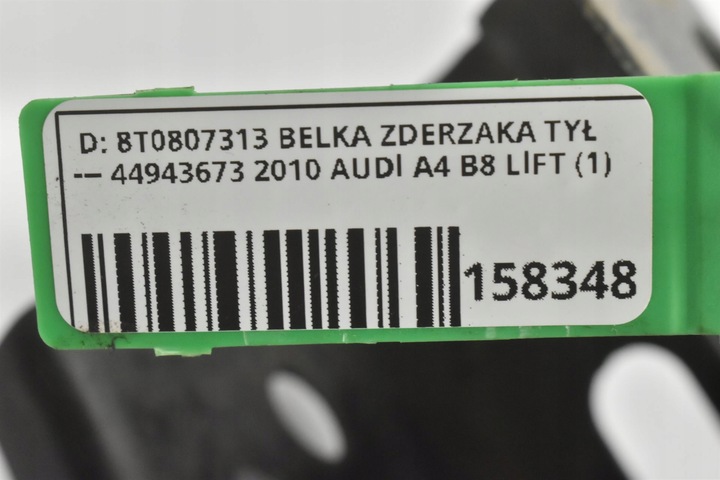 D: 8T0807313 BELKA ZDERZAKA TYŁ
--- 44943673 2010 AUDI A4 B8 LIFT (1)
158348